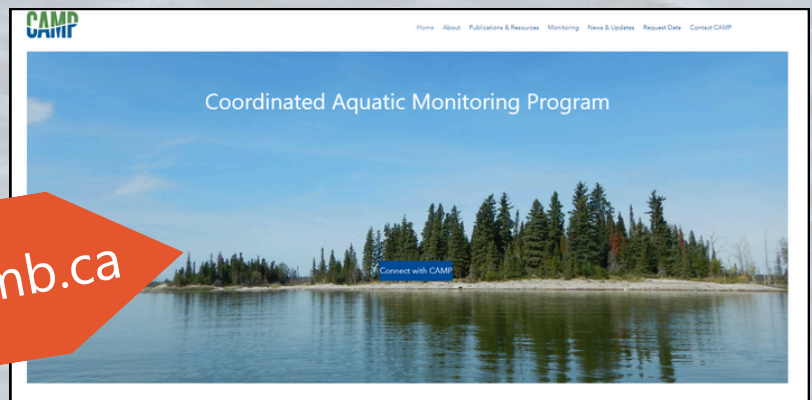 CAMP
Home About Publications & Resources Monitoring News & Updates Request Data Contact CAMP
Coordinated Aquatic Monitoring Program
Connect with CAMP
mb.ca